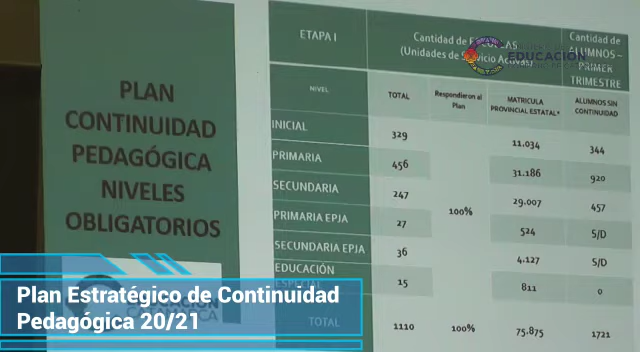 PLAN
CONTINUIDAD
PEDAGÓGICA
NIVELES
OBLIGATORIOS
ETAPA I
Cantidad de
(Unidades de Servicio Activas)
Cantidad de
ALUMNOS –
PRIMER
TRIMESTRE
EDUCACIÓN
NIVEL
TOTAL
Respondieron al
Plan
MATRICULA
PROVINCIAL ESTATAL*
ALUMNOS SIN
CONTINUIDAD
INICIAL 329 11.034 344
PRIMARIA 456 31.186 920
SECUNDARIA 247 29.007 457
100%
PRIMARIA EPJA 27 524 S/D
SECUNDARIA EPJA 36 4.127 S/D
EDUCACIÓN
ESPECIAL 15 811 0
TOTAL 1110 100% 75.875 1721
Plan Estratégico de Continuidad
Pedagógica 20/21